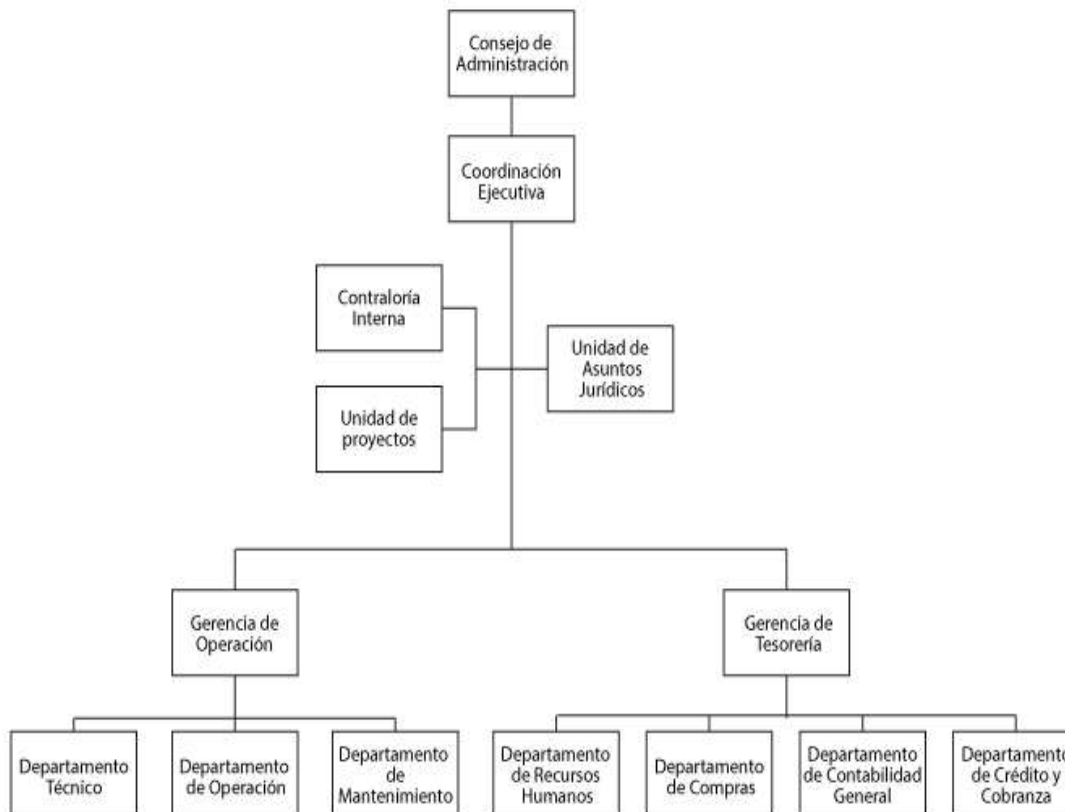 Consejo de
Administración
Coordinación
Ejecutiva
Contraloría
Interna
Unidad de
Asuntos
Jurídicos
Unidad de
proyectos
Gerencia de
Operación
Gerencia de
Tesorería
Departamento
Técnico
Departamento
de Operación
Departamento
de
Mantenimiento
Departamento
de Recursos
Humanos
Departamento
de Compras
Departamento
de Contabilidad
General
Departamento
de Crédito y
Cobranza